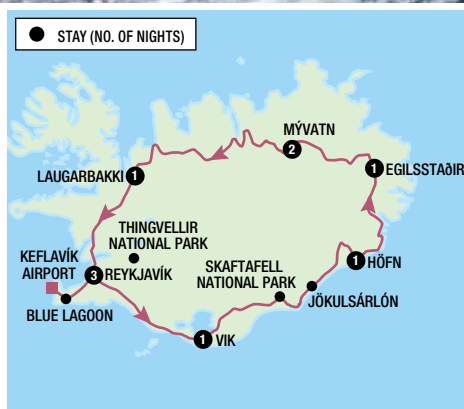 STAY (NO. OF NIGHTS)
MÝVATN
2
EGILSSTAÐIR
1
LAUGARBAKKI
1
THINGVELLIR
NATIONAL PARK
KEFLAVÍK
AIRPORT
3
REYKJAVÍK
SKAFTAFELL
NATIONAL PARK
1
HÖFN
JÖKULSÁRLÓN
BLUE LAGOON
1
VIK